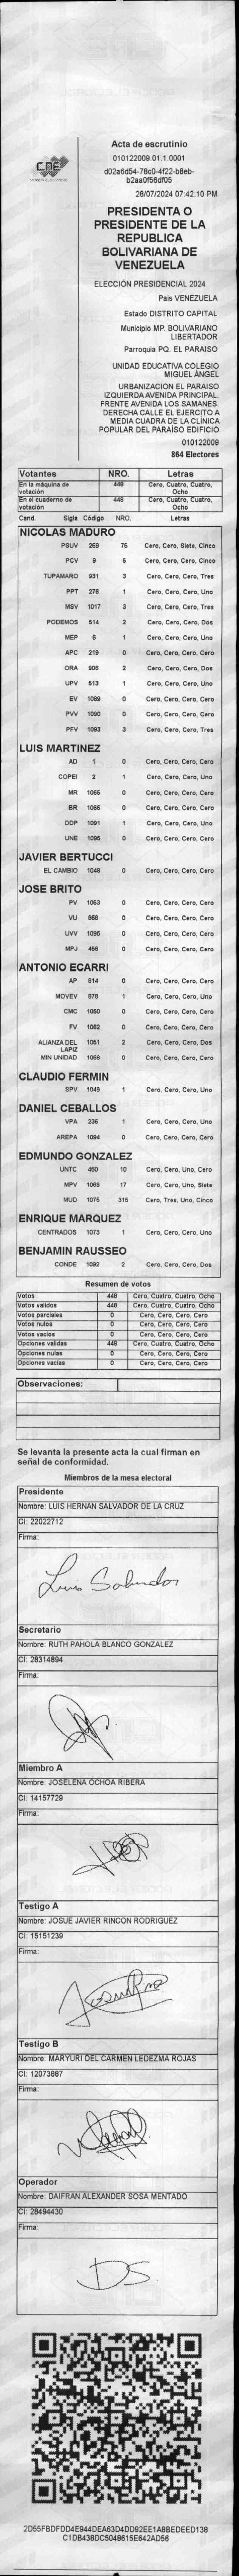 CNE
Acta de escrutinio
010122009.01.1.0001
d02a6d54-78c0-4f22-b8eb-
b2aa0f56df05
28/07/2024 07:42:10 PM
PRESIDENTA O
PRESIDENTE DE LA
REPUBLICA
BOLIVARIANA DE
VENEZUELA
ELECCIÓN PRESIDENCIAL 2024
Pais VENEZUELA
Estado DISTRITO CAPITAL
Municipio MP. BOLIVARIANO
LIBERTADOR
Parroquia PQ. EL PARAISO
UNIDAD EDUCATIVA COLEGIO
MIGUEL ÁNGEL
URBANIZACIÓN EL PARAISO
IZQUIERDA AVENIDA PRINCIPAL.
FRENTE AVENIDA LOS SAMANES.
DERECHA CALLE EL EJERCITO A
MEDIA CUADRA DE LA CLÍNICA
POPULAR DEL PARAÍSO EDIFICIO
010122009
864 Electores
Votantes NRO. Letras
En la máquina de votación 448 Cero, Cuatro, Cuatro, Ocho
En el cuaderno de votación 448 Cero, Cuatro, Cuatro, Ocho
Cand. Sigla Código NRO. Letras
NICOLAS MADURO
PSUV 269 75 Cero, Cero, Siete, Cinco
PCV 9 5 Cero, Cero, Cero, Cinco
TUPAMARO 931 3 Cero, Cero, Cero, Tres
PPT 276 1 Cero, Cero, Cero, Uno
MSV 1017 3 Cero, Cero, Cero, Tres
PODEMOS 514 2 Cero, Cero, Cero, Dos
MEP 6 1 Cero, Cero, Cero, Uno
APC 219 0 Cero, Cero, Cero, Cero
ORA 906 2 Cero, Cero, Cero, Dos
UPV 513 1 Cero, Cero, Cero, Uno
EV 1089 0 Cero, Cero, Cero, Cero
PVV 1090 0 Cero, Cero, Cero, Cero
PFV 1093 3 Cero, Cero, Cero, Tres
LUIS MARTINEZ
AD 1 0 Cero, Cero, Cero, Cero
COPEI 2 1 Cero, Cero, Cero, Uno
MR 1065 0 Cero, Cero, Cero, Cero
BR 1066 0 Cero, Cero, Cero, Cero
DDP 1091 1 Cero, Cero, Cero, Uno
UNE 1095 0 Cero, Cero, Cero, Cero
JAVIER BERTUCCI
EL CAMBIO 1048 0 Cero, Cero, Cero, Cero
JOSE BRITO
PV 1053 0 Cero, Cero, Cero, Cero
VU 868 0 Cero, Cero, Cero, Cero
UVV 1096 0 Cero, Cero, Cero, Cero
MPJ 458 0 Cero, Cero, Cero, Cero
ANTONIO ECARRI
AP 814 0 Cero, Cero, Cero, Cero
MOVEV 978 1 Cero, Cero, Cero, Uno
CMC 1050 0 Cero, Cero, Cero, Cero
FV 1062 0 Cero, Cero, Cero, Cero
ALIANZA DEL LAPIZ 1051 2 Cero, Cero, Cero, Dos
MIN UNIDAD 1068 0 Cero, Cero, Cero, Cero
CLAUDIO FERMIN
SPV 1049 1 Cero, Cero, Cero, Uno
DANIEL CEBALLOS
VPA 236 1 Cero, Cero, Cero, Uno
AREPA 1094 0 Cero, Cero, Cero, Cero
EDMUNDO GONZALEZ
UNTC 460 10 Cero, Cero, Uno, Cero
MPV 1069 17 Cero, Cero, Uno, Siete
MUD 1075 315 Cero, Tres, Uno, Cinco
ENRIQUE MARQUEZ
CENTRADOS 1073 1 Cero, Cero, Cero, Uno
BENJAMIN RAUSSEO
CONDE 1092 2 Cero, Cero, Cero, Dos
Resumen de votos
Votos 448 Cero, Cuatro, Cuatro, Ocho
Votos validos 448 Cero, Cuatro, Cuatro, Ocho
Votos parciales 0 Cero, Cero, Cero, Cero
Votos nulos 0 Cero, Cero, Cero, Cero
Votos vacios 0 Cero, Cero, Cero, Cero
Opciones validas 448 Cero, Cuatro, Cuatro, Ocho
Opciones nulas 0 Cero, Cero, Cero, Cero
Opciones vacias 0 Cero, Cero, Cero, Cero
Observaciones:
Se levanta la presente acta la cual firman en
señal de conformidad.
Miembros de la mesa electoral
Presidente
Nombre: LUIS HERNAN SALVADOR DE LA CRUZ
CI: 22022712
Firma:
Luis Salvador
Secretario
Nombre: RUTH PAHOLA BLANCO GONZALEZ
CI: 28314894
Firma:
Miembro A
Nombre: JOSELENA OCHOA RIBERA
CI: 14157729
Firma:
Testigo A
Nombre: JOSUE JAVIER RINCON RODRIGUEZ
CI: 15151239
Firma:
Testigo B
Nombre: MARYURI DEL CARMEN LEDEZMA ROJAS
CI: 12073887
Firma:
Operador
Nombre: DAIFRAN ALEXANDER SOSA MENTADO
CI: 28494430
Firma:
DS.
2D55FBDFDD4E944DEA63D4DD92EE1A8BEDEED138
C1DB438DC5048615E642AD56